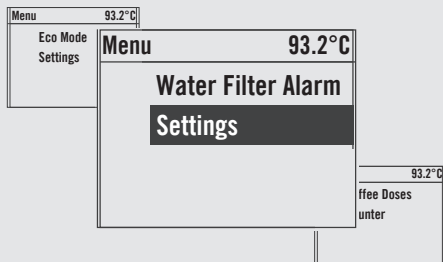 Menu 93.2°C
Eco Mode
Settings
Menu 93.2°C
Water Filter Alarm
Settings
93.2°C
ffee Doses
unter